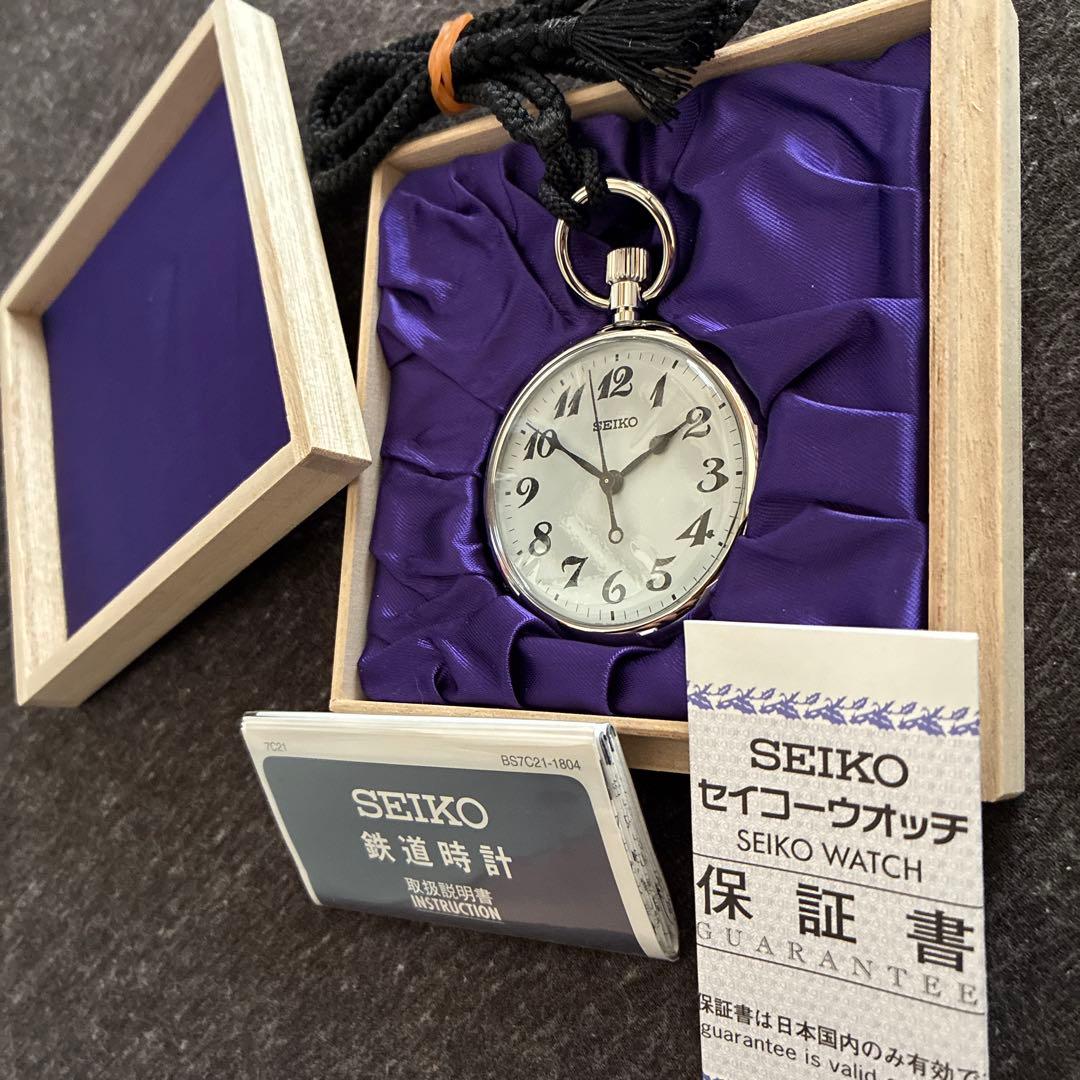 12
1
2
3
4
5
6
7
8
9
10
11
SEIKO
7C21
BS7C21-1804
SEIKO
鉄道時計
取扱説明書
INSTRUCTION
SEIKO
セイコーウオッチ
SEIKO WATCH
保証書
GUARANTEE
保証書は日本国内のみ有効で
guarantee is valid